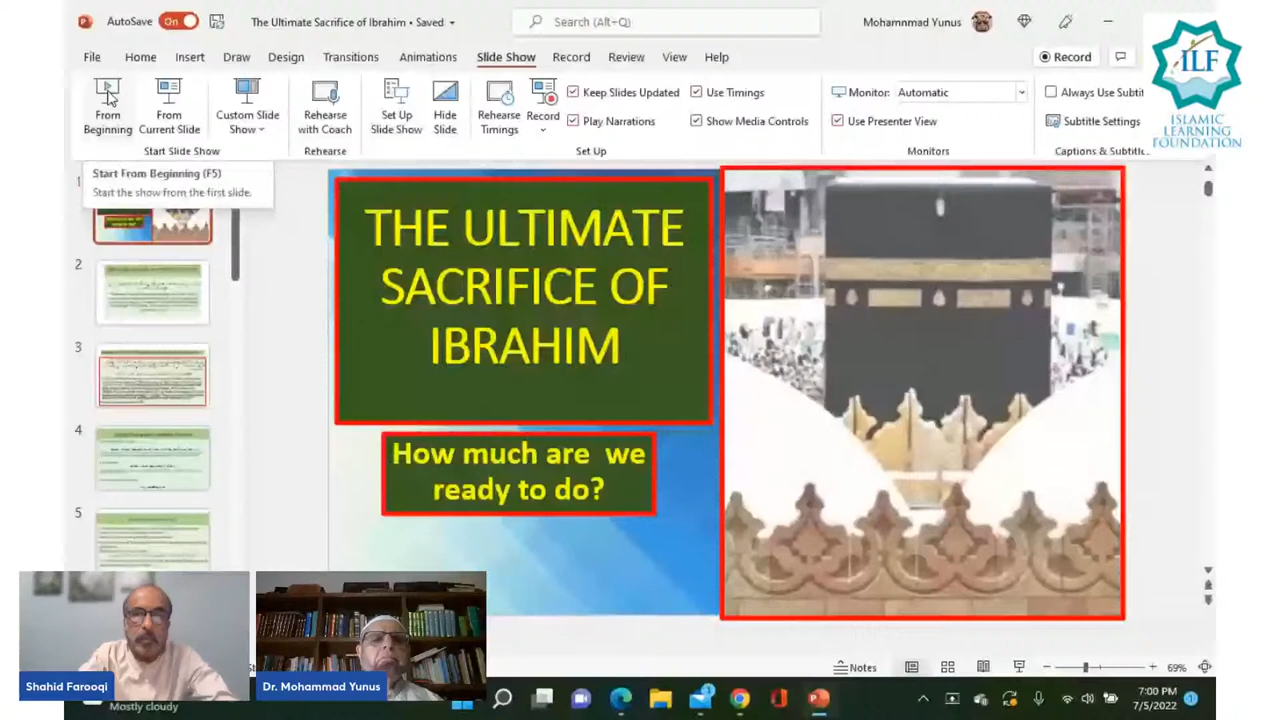 AutoSave
On
The Ultimate Sacrifice of Ibrahim • Saved
Search (Alt+Q)
Mohamnmad Yunus
File
Home
Insert
Draw
Design
Transitions
Animations
Slide Show
Record
Review
View
Help
Record
ILF
ISLAMIC
LEARNING
FOUNDATION
From
Beginning
From
Current Slide
Custom Slide
Show
Rehearse
with Coach
Set Up
Slide Show
Hide
Slide
Rehearse
Timings
Record
Keep Slides Updated
Play Narrations
Use Timings
Show Media Controls
Monitor:
Automatic
Use Presenter View
Always Use Subtit
Subtitle Settings
Start Slide Show
Rehearse
Set Up
Monitors
Captions & Subtitl
Start From Beginning (F5)
Start the show from the first slide.
1
2
3
4
5
THE ULTIMATE
SACRIFICE OF
IBRAHIM
How much are we
ready to do?
Shahid Farooqi
Dr. Mohammad Yunus
Notes
69%
Mostly cloudy
7:00 PM
7/5/2022